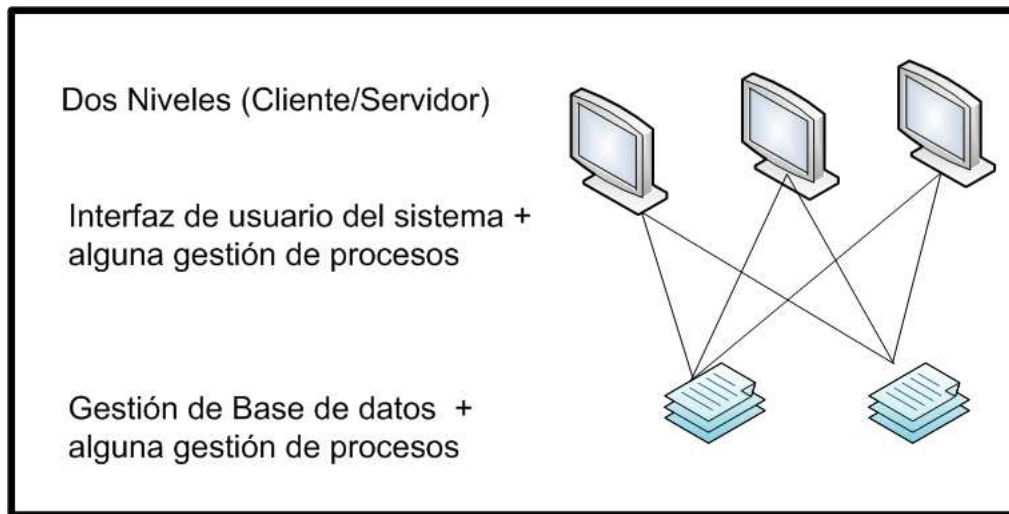 Dos Niveles (Cliente/Servidor)
Interfaz de usuario del sistema +
alguna gestión de procesos
Gestión de Base de datos +
alguna gestión de procesos